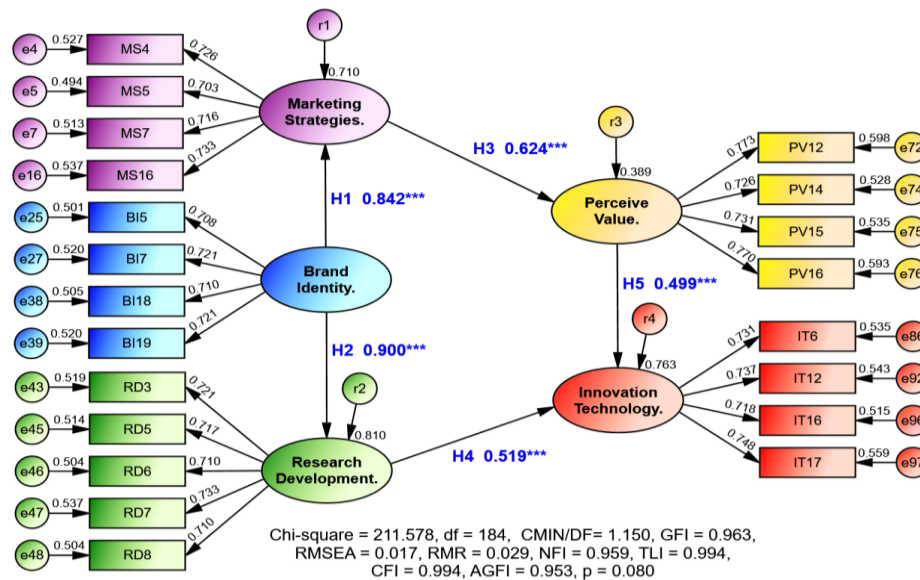 r1
0.710
Marketing
Strategies.
e4 0.527 MS4 0.726
e5 0.494 MS5 0.703
e7 0.513 MS7 0.716
e16 0.537 MS16 0.733
H1 0.842***
e25 0.501 BI5 0.708
e27 0.520 BI7 0.721
e38 0.505 BI18 0.710
e39 0.520 BI19 0.721
Brand
Identity.
H2 0.900***
r2
0.810
e43 0.519 RD3 0.721
e45 0.514 RD5 0.717
e46 0.504 RD6 0.710
e47 0.537 RD7 0.733
e48 0.504 RD8 0.710
Research
Development.
H3 0.624***
r3
0.389
Perceive
Value.
0.773 PV12 0.598 e72
0.726 PV14 0.528 e74
0.731 PV15 0.535 e75
0.770 PV16 0.593 e76
H5 0.499***
r4
0.763
Innovation
Technology.
H4 0.519***
0.731 IT6 0.535 e86
0.737 IT12 0.543 e92
0.718 IT16 0.515 e96
0.748 IT17 0.559 e97
Chi-square = 211.578, df = 184, CMIN/DF= 1.150, GFI = 0.963,
RMSEA = 0.017, RMR = 0.029, NFI = 0.959, TLI = 0.994,
CFI = 0.994, AGFI = 0.953, p = 0.080